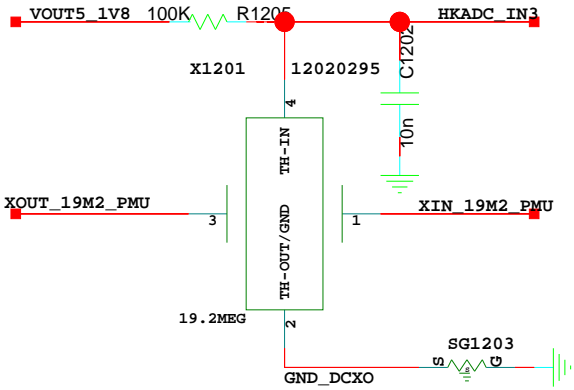 VOUT5_1V8 100K R1205 HKADC_IN3
X1201 12020295 C1202
4
TH-IN
10n
XOUT_19M2_PMU XIN_19M2_PMU
3 1
TH-OUT/GND
19.2MEG
2
SG1203
S s G
GND_DCXO